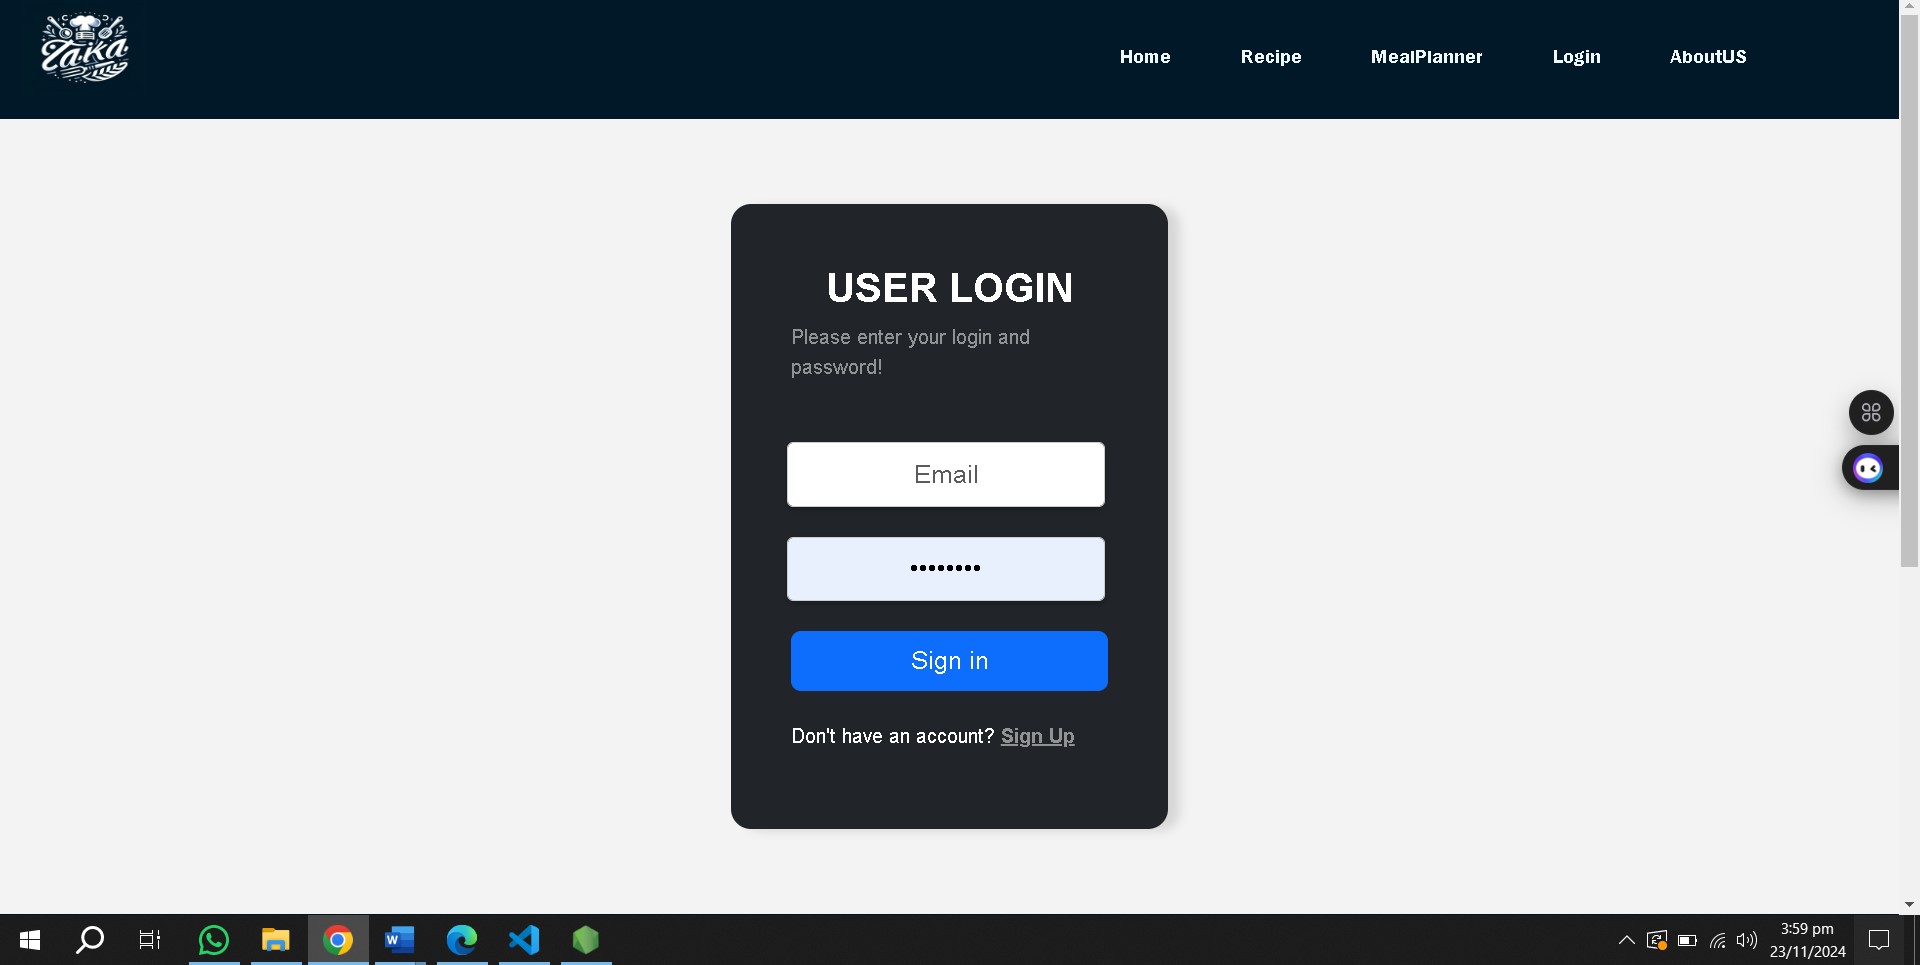 Zaika
Home Recipe MealPlanner Login AboutUS
USER LOGIN
Please enter your login and
password!
Email
••••••••
Sign in
Don't have an account? Sign Up
W
3:59 pm
23/11/2024